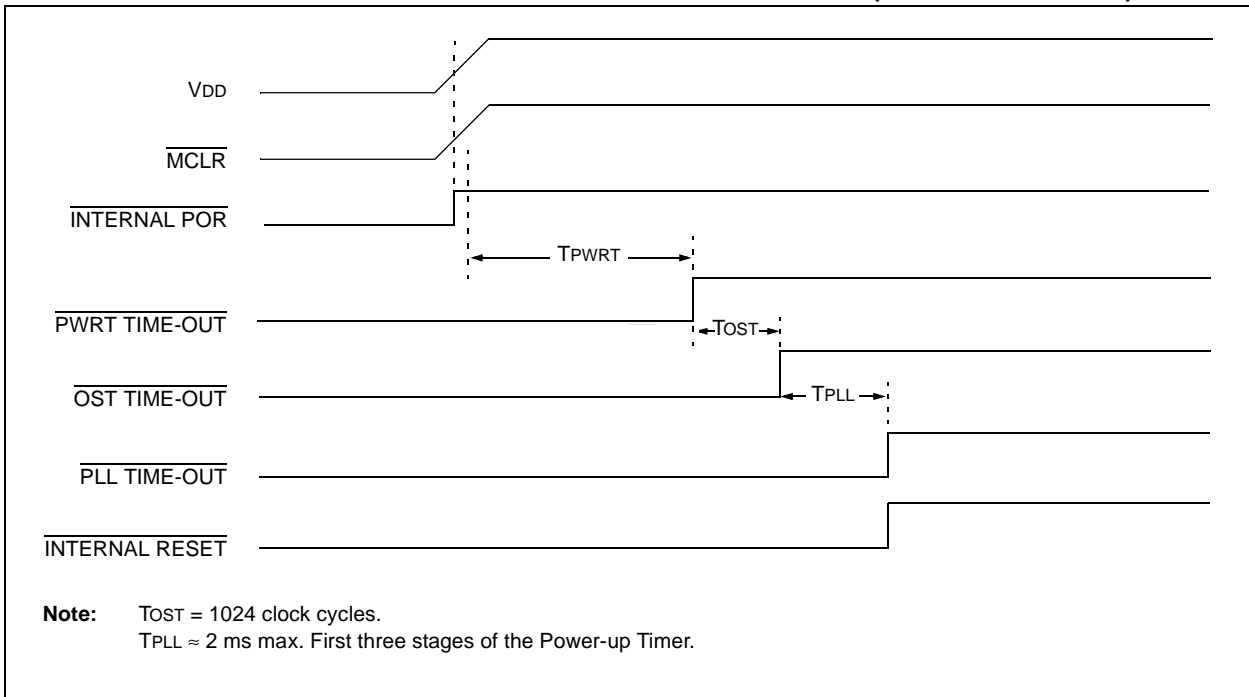 VDD
MCLR
INTERNAL POR
TPWRT
PWRT TIME-OUT
TOST
OST TIME-OUT
TPLL
PLL TIME-OUT
INTERNAL RESET
Note: TOST = 1024 clock cycles.
TPLL ≈ 2 ms max. First three stages of the Power-up Timer.